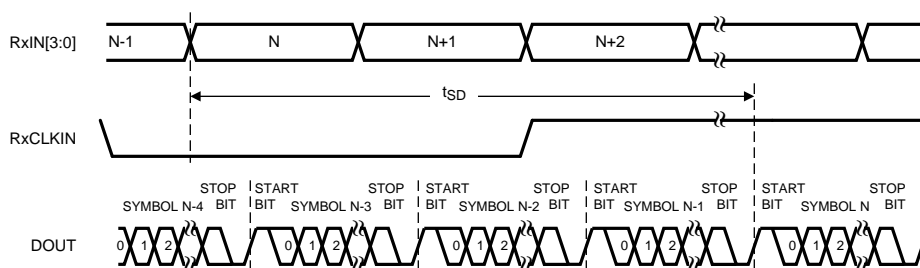 RxIN[3:0] N-1 N N+1 N+2
tSD
RxCLKIN
STOP BIT START BIT STOP BIT START BIT STOP BIT START BIT STOP BIT START BIT STOP BIT
SYMBOL N-4 SYMBOL N-3 SYMBOL N-2 SYMBOL N-1 SYMBOL N
DOUT 0 1 2 0 1 2 0 1 2 0 1 2 0 1 2